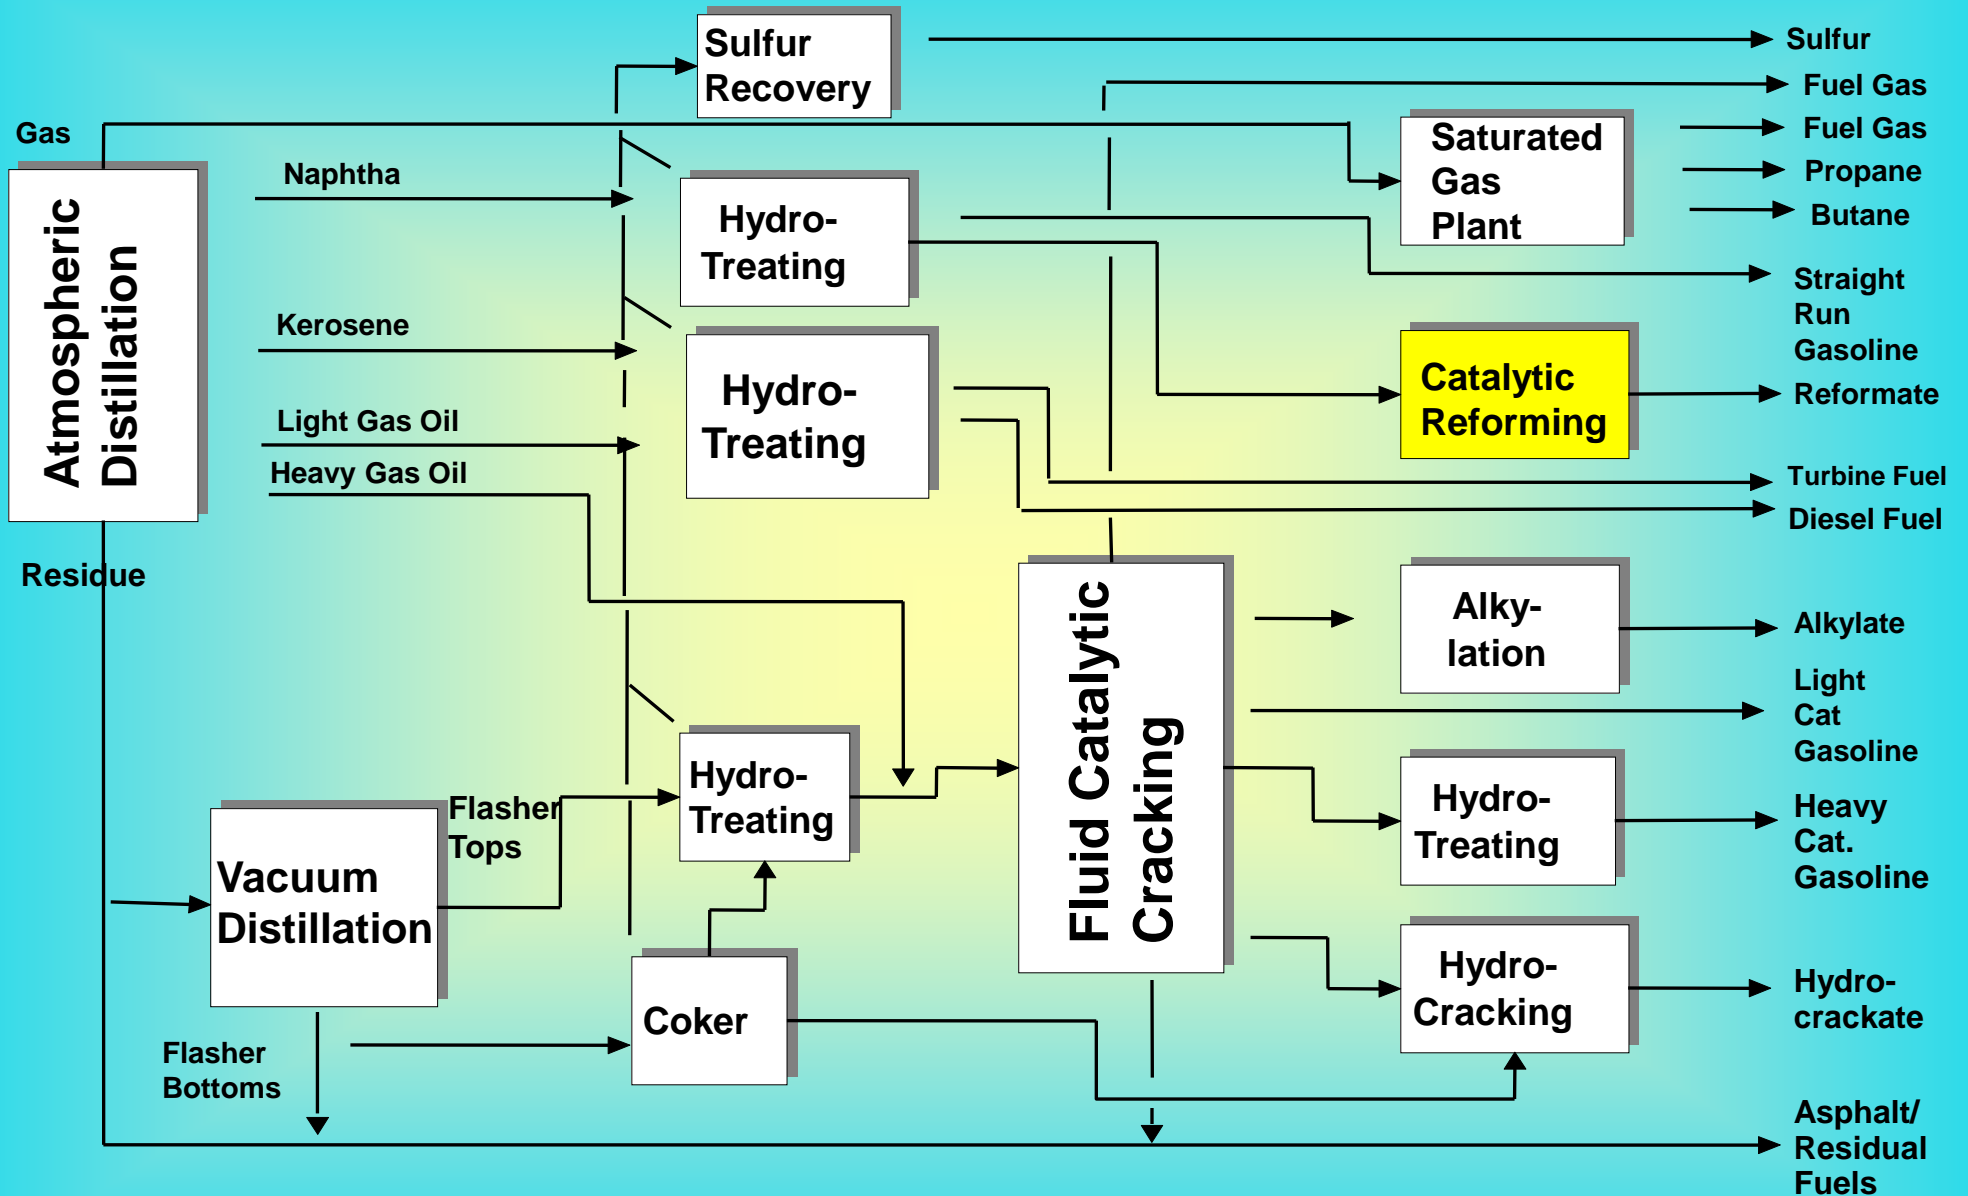 Sulfur
Recovery
Sulfur
Fuel Gas
Gas
Saturated
Gas
Plant
Fuel Gas
Propane
Butane
Naphtha
Hydro-
Treating
Atmospheric
Distillation
Straight
Run
Gasoline
Kerosene
Hydro-
Treating
Catalytic
Reforming
Reformate
Light Gas Oil
Heavy Gas Oil
Turbine Fuel
Diesel Fuel
Residue
Fluid Catalytic
Cracking
Alky-
lation
Alkylate
Light
Cat
Gasoline
Flasher
Tops
Hydro-
Treating
Hydro-
Treating
Heavy
Cat.
Gasoline
Vacuum
Distillation
Hydro-
Cracking
Hydro-
crackate
Coker
Flasher
Bottoms
Asphalt/
Residual
Fuels